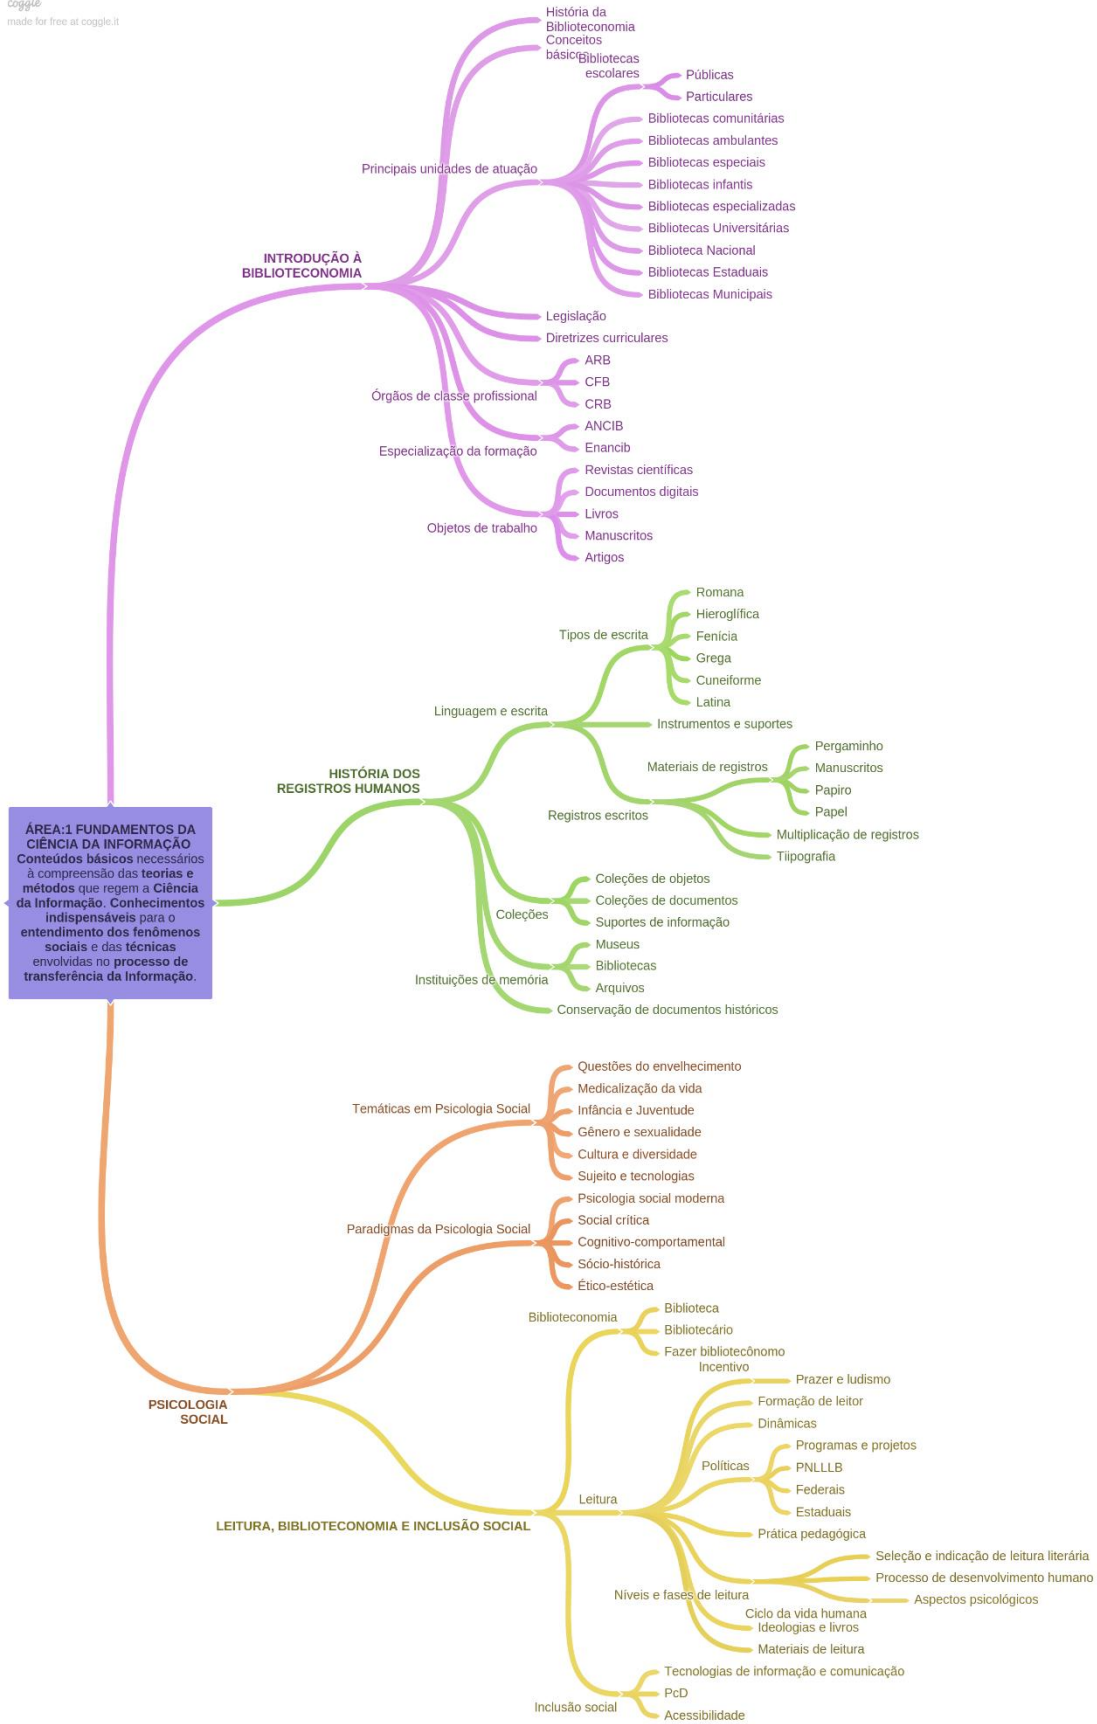 coggle
made for free at coggle.it
História da
Biblioteconomia
Conceitos
básicos
Bibliotecas
escolares
Públicas
Particulares
Bibliotecas comunitárias
Bibliotecas ambulantes
Principais unidades de atuação
Bibliotecas especiais
Bibliotecas infantis
Bibliotecas especializadas
Bibliotecas Universitárias
Biblioteca Nacional
Bibliotecas Estaduais
Bibliotecas Municipais
INTRODUÇÃO À
BIBLIOTECONOMIA
Legislação
Diretrizes curriculares
Órgãos de classe profissional
ARB
CFB
CRB
Especialização da formação
ANCIB
Enancib
Objetos de trabalho
Revistas científicas
Documentos digitais
Livros
Manuscritos
Artigos
HISTÓRIA DOS
REGISTROS HUMANOS
Linguagem e escrita
Tipos de escrita
Romana
Hieroglífica
Fenícia
Grega
Cuneiforme
Latina
Instrumentos e suportes
Registros escritos
Materiais de registros
Pergaminho
Manuscritos
Papiro
Papel
Multiplicação de registros
Tiipografia
Coleções
Coleções de objetos
Coleções de documentos
Suportes de informação
Instituições de memória
Museus
Bibliotecas
Arquivos
Conservação de documentos históricos
ÁREA:1 FUNDAMENTOS DA
CIÊNCIA DA INFORMAÇÃO
Conteúdos básicos necessários
à compreensão das teorias e
métodos que regem a Ciência
da Informação. Conhecimentos
indispensáveis para o
entendimento dos fenômenos
sociais e das técnicas
envolvidas no processo de
transferência da Informação.
PSICOLOGIA
SOCIAL
Temáticas em Psicologia Social
Questões do envelhecimento
Medicalização da vida
Infância e Juventude
Gênero e sexualidade
Cultura e diversidade
Sujeito e tecnologias
Paradigmas da Psicologia Social
Psicologia social moderna
Social crítica
Cognitivo-comportamental
Sócio-histórica
Ético-estética
LEITURA, BIBLIOTECONOMIA E INCLUSÃO SOCIAL
Biblioteconomia
Biblioteca
Bibliotecário
Fazer bibliotecônomo
Leitura
Incentivo
Prazer e ludismo
Formação de leitor
Dinâmicas
Políticas
Programas e projetos
PNLLLB
Federais
Estaduais
Prática pedagógica
Níveis e fases de leitura
Seleção e indicação de leitura literária
Processo de desenvolvimento humano
Ciclo da vida humana
Aspectos psicológicos
Ideologias e livros
Materiais de leitura
Inclusão social
Tecnologias de informação e comunicação
PcD
Acessibilidade